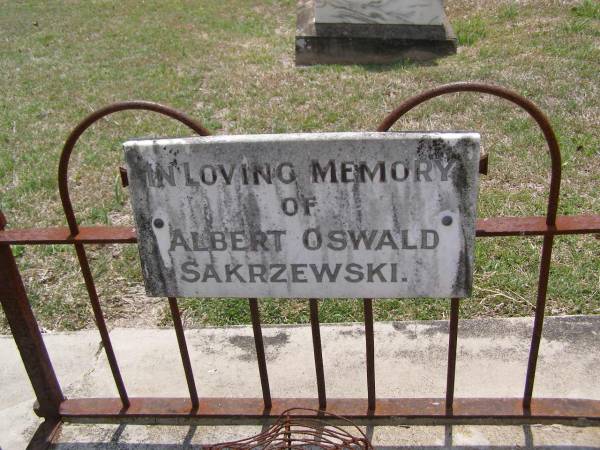 IN LOVING MEMORY
OF
ALBERT OSWALD
SAKRZEWSKI.